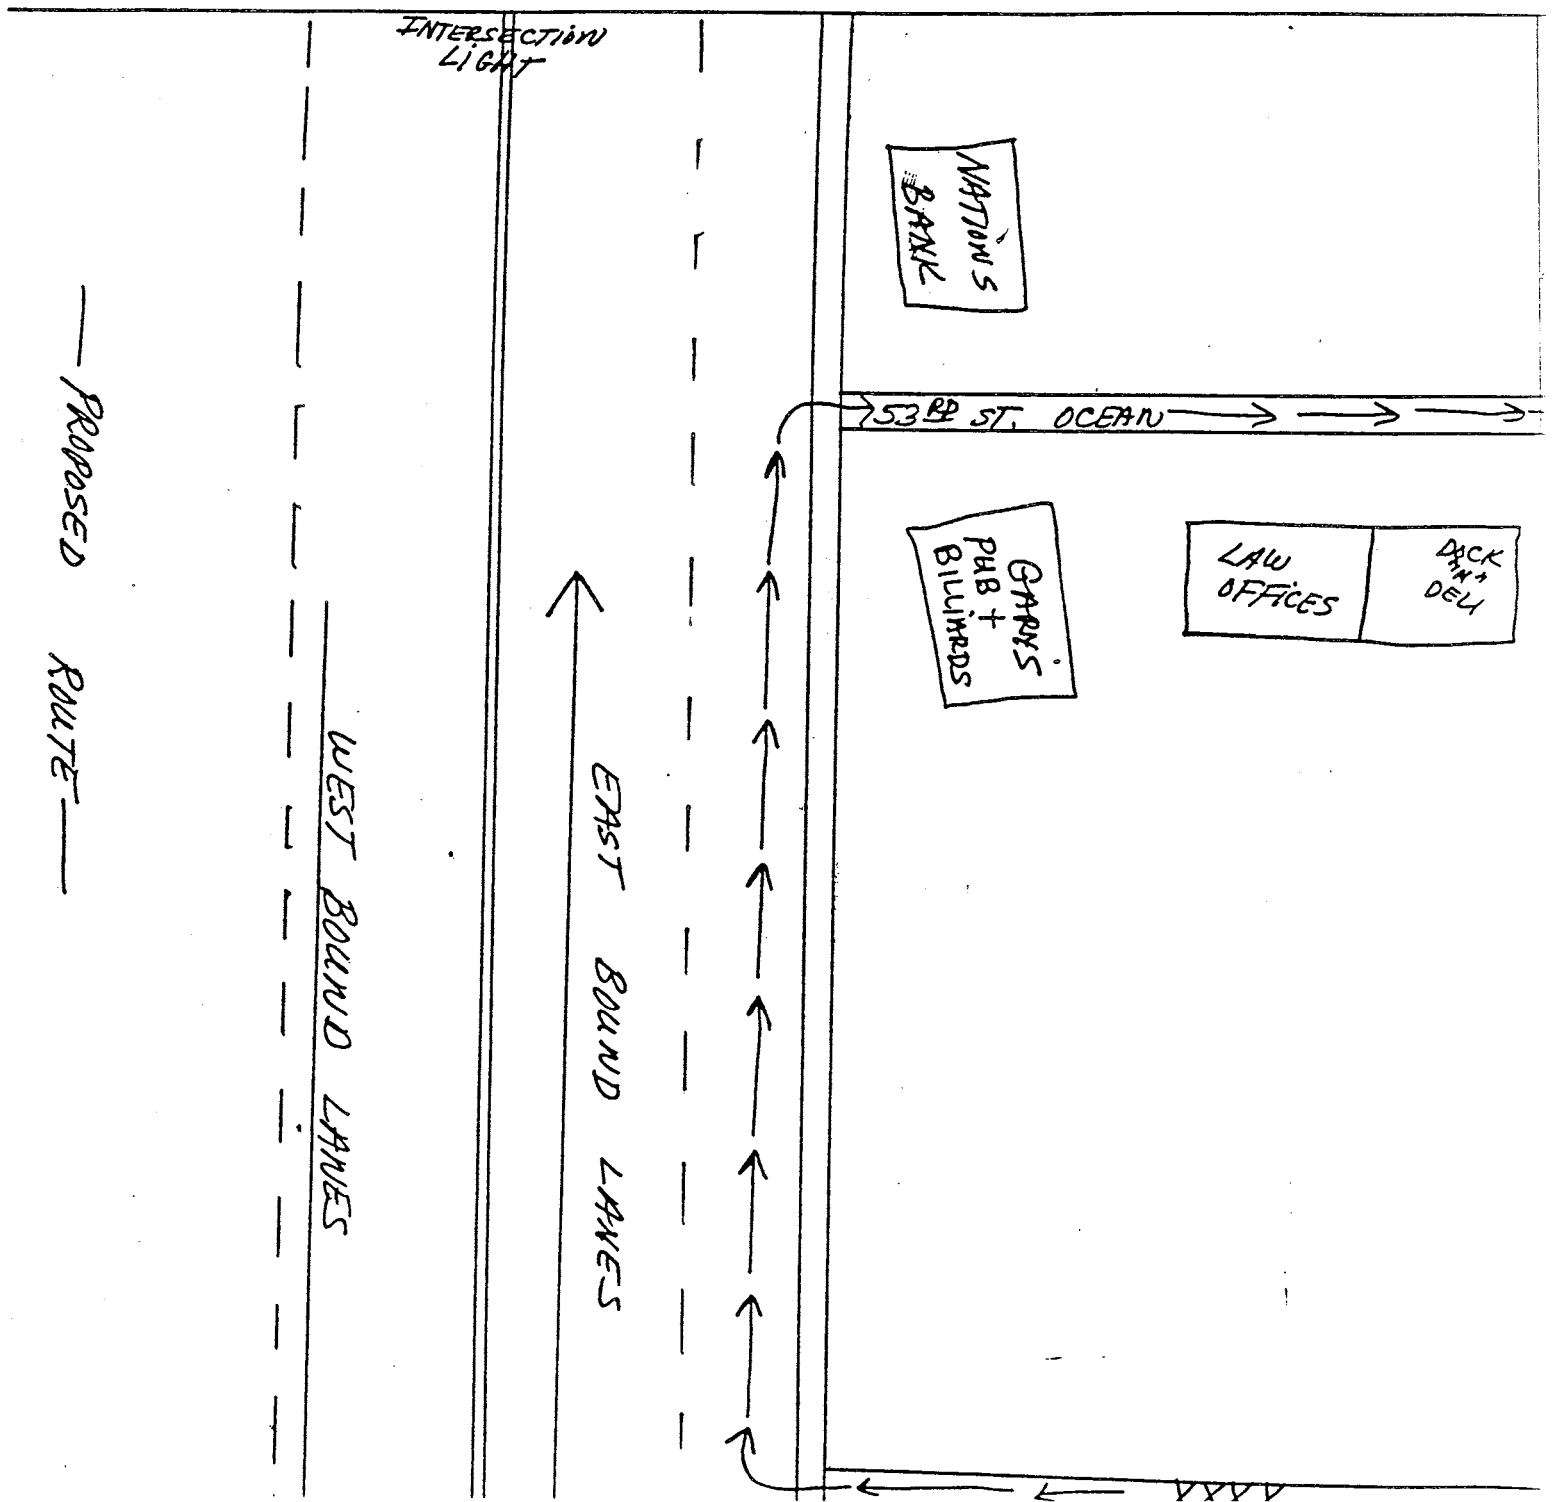 INTERSECTION
LIGHT
NATIONS
BANK
53RD ST. OCEAN
GARY'S
PUB +
BILLIARDS
LAW
OFFICES
DOCK
"N"
DELI
EAST BOUND LANES
WEST BOUND LANES
— PROPOSED ROUTE —